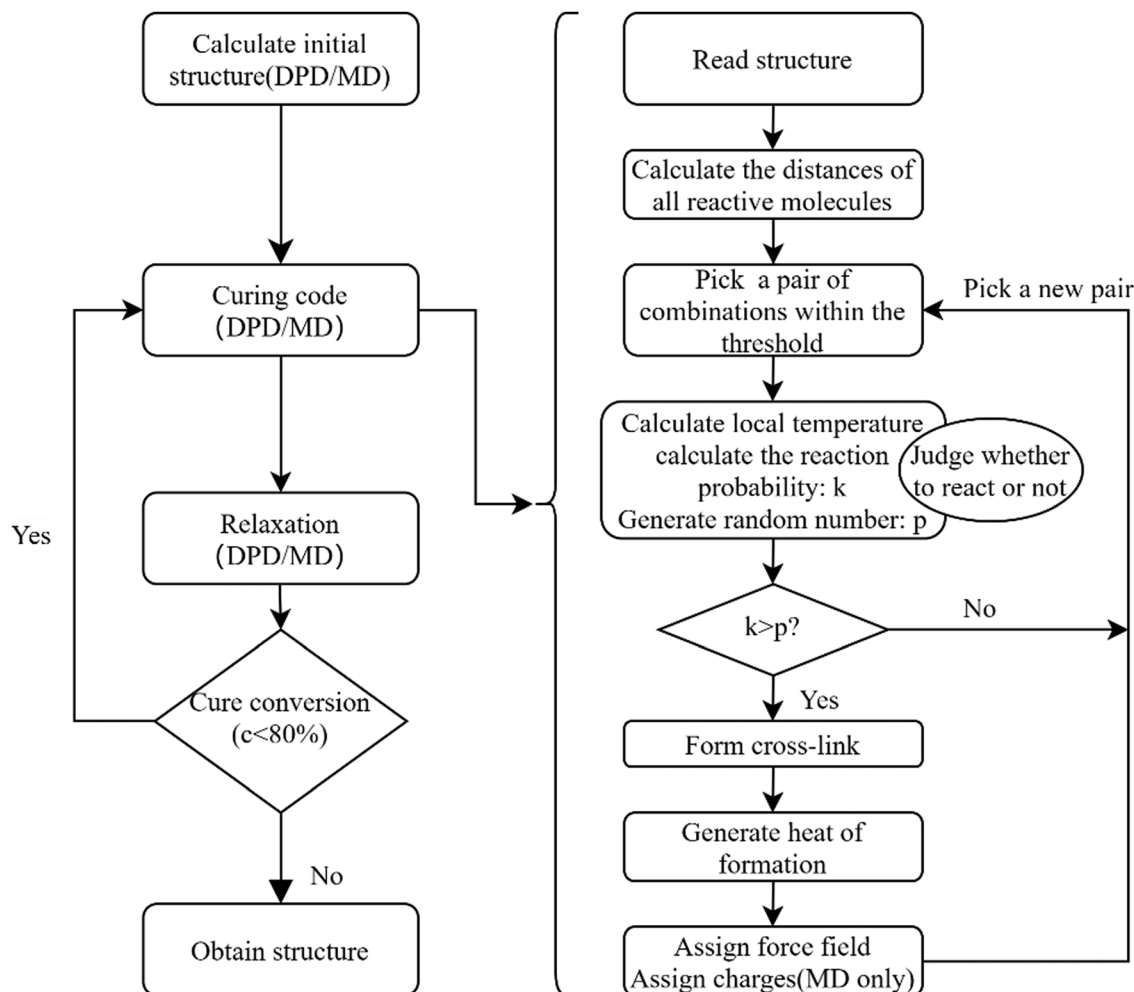 Calculate initial
structure(DPD/MD)
Curing code
(DPD/MD)
Relaxation
(DPD/MD)
Yes
Cure conversion
(c<80%)
No
Obtain structure
Read structure
Calculate the distances of
all reactive molecules
Pick a pair of
combinations within the
threshold
Pick a new pair
Calculate local temperature
calculate the reaction
probability: k
Generate random number: p
Judge whether
to react or not
k>p?
No
Yes
Form cross-link
Generate heat of
formation
Assign force field
Assign charges(MD only)